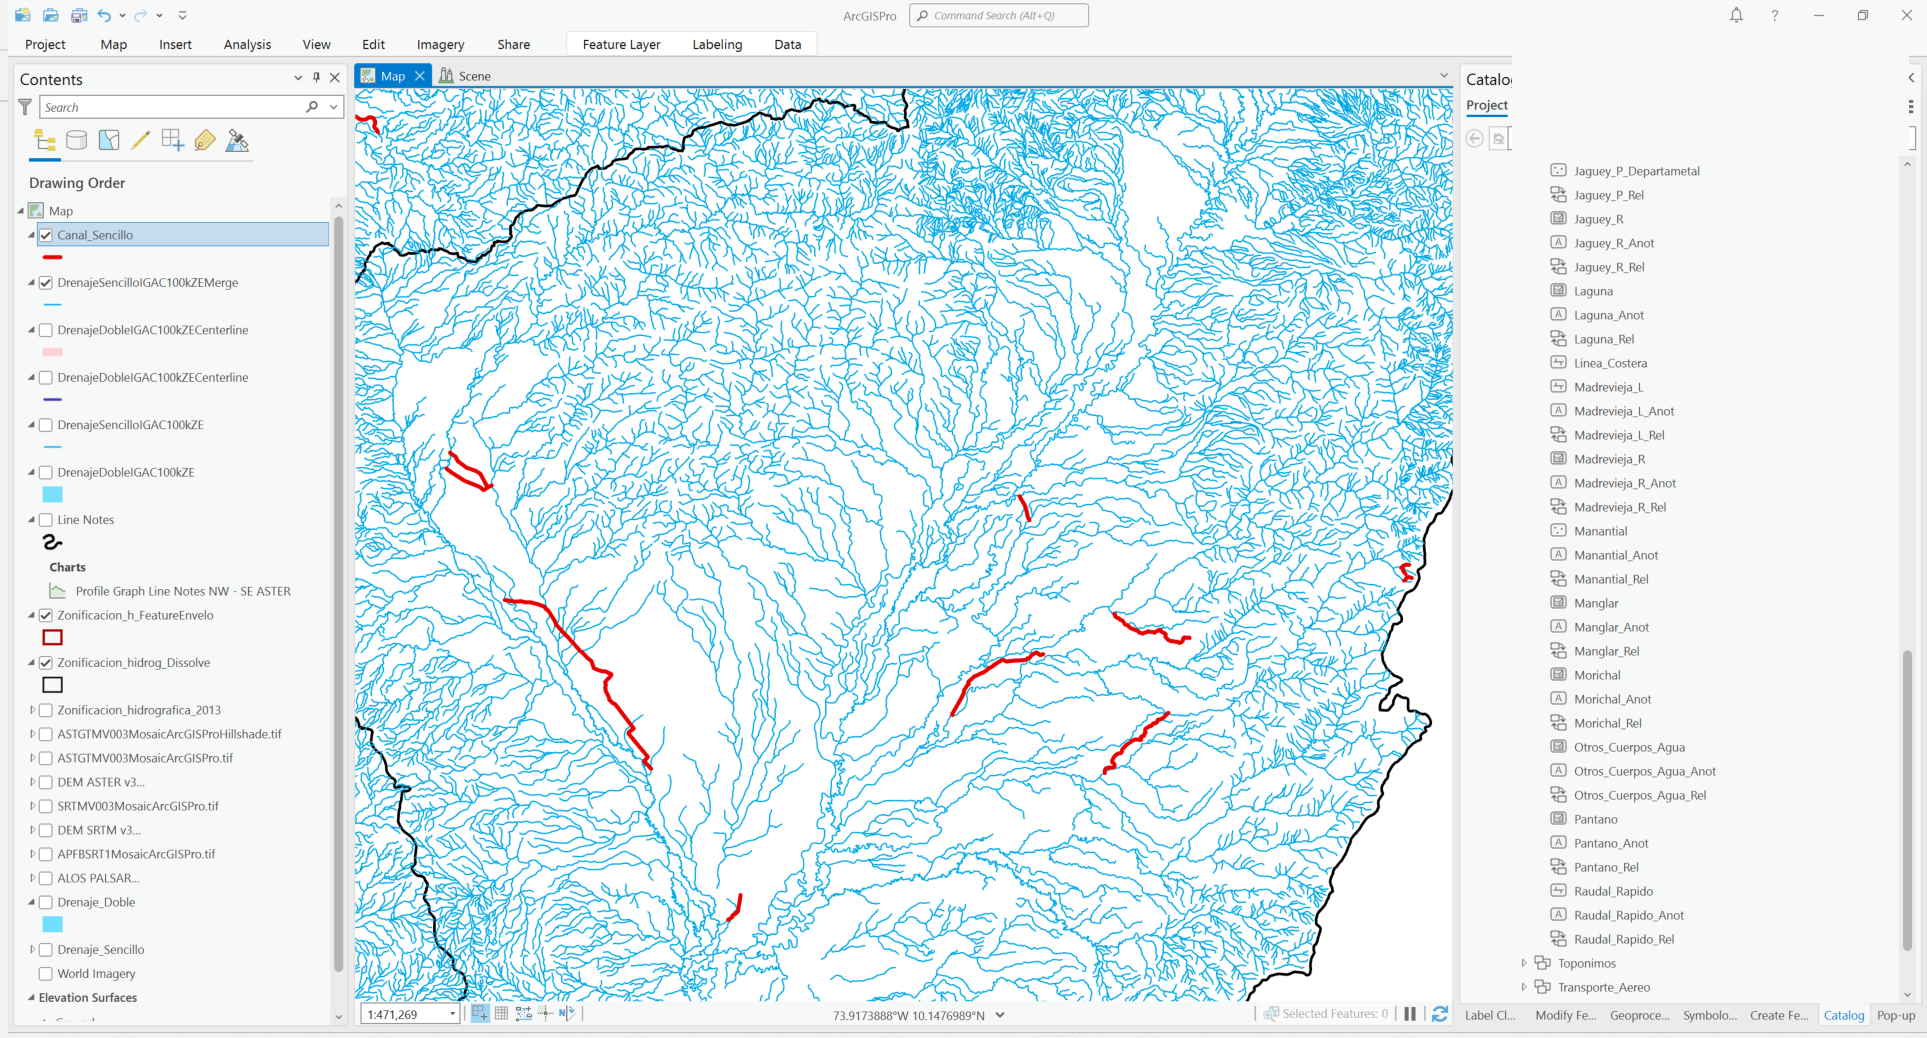 ArcGISPro
Command Search (Alt+Q)
?
Project Map Insert Analysis View Edit Imagery Share Feature Layer Labeling Data
Contents
Search
Drawing Order
Map
Canal_Sencillo
DrenajeSencilloIGAC100kZEMerge
DrenajeDobleIGAC100kZECenterline
DrenajeDobleIGAC100kZECenterline
DrenajeSencilloIGAC100kZE
DrenajeDobleIGAC100kZE
Line Notes
Charts
Profile Graph Line Notes NW - SE ASTER
Zonificacion_h_FeatureEnvelo
Zonificacion_hidrog_Dissolve
Zonificacion_hidrografica_2013
ASTGTMV003MosaicArcGISProHillshade.tif
ASTGTMV003MosaicArcGISPro.tif
DEM ASTER v3...
SRTMV003MosaicArcGISPro.tif
DEM SRTM v3...
APFBSRT1MosaicArcGISPro.tif
ALOS PALSAR...
Drenaje_Doble
Drenaje_Sencillo
World Imagery
Elevation Surfaces
Map Scene
1:471,269
73.9173888°W 10.1476989°N
Selected Features: 0
Catalo
Project
Jaguey_P_Departametal
Jaguey_P_Rel
Jaguey_R
Jaguey_R_Anot
Jaguey_R_Rel
Laguna
Laguna_Anot
Laguna_Rel
Linea_Costera
Madrevieja_L
Madrevieja_L_Anot
Madrevieja_L_Rel
Madrevieja_R
Madrevieja_R_Anot
Madrevieja_R_Rel
Manantial
Manantial_Anot
Manantial_Rel
Manglar
Manglar_Anot
Manglar_Rel
Morichal
Morichal_Anot
Morichal_Rel
Otros_Cuerpos_Agua
Otros_Cuerpos_Agua_Anot
Otros_Cuerpos_Agua_Rel
Pantano
Pantano_Anot
Pantano_Rel
Raudal_Rapido
Raudal_Rapido_Anot
Raudal_Rapido_Rel
Toponimos
Transporte_Aereo
Label Cl... Modify Fe... Geoproce... Symbolo... Create Fe... Catalog Pop-up